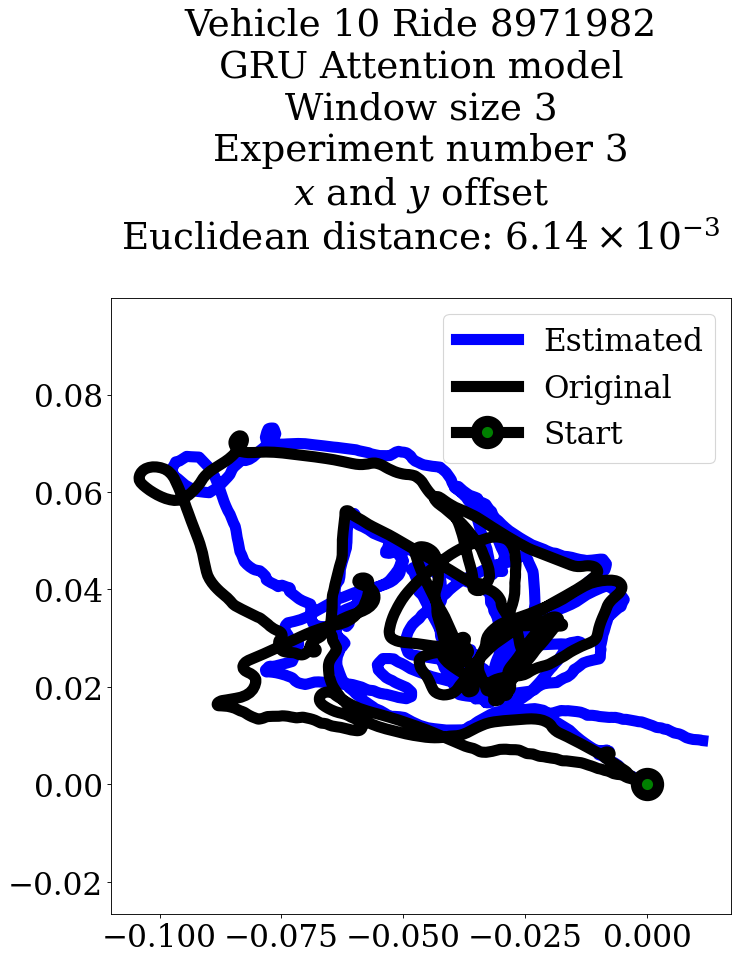 Vehicle 10 Ride 8971982
GRU Attention model
Window size 3
Experiment number 3
x and y offset
Euclidean distance: 6.14 × 10⁻³
Estimated
Original
Start
0.08
0.06
0.04
0.02
0.00
−0.02
−0.100 −0.075 −0.050 −0.025 0.000